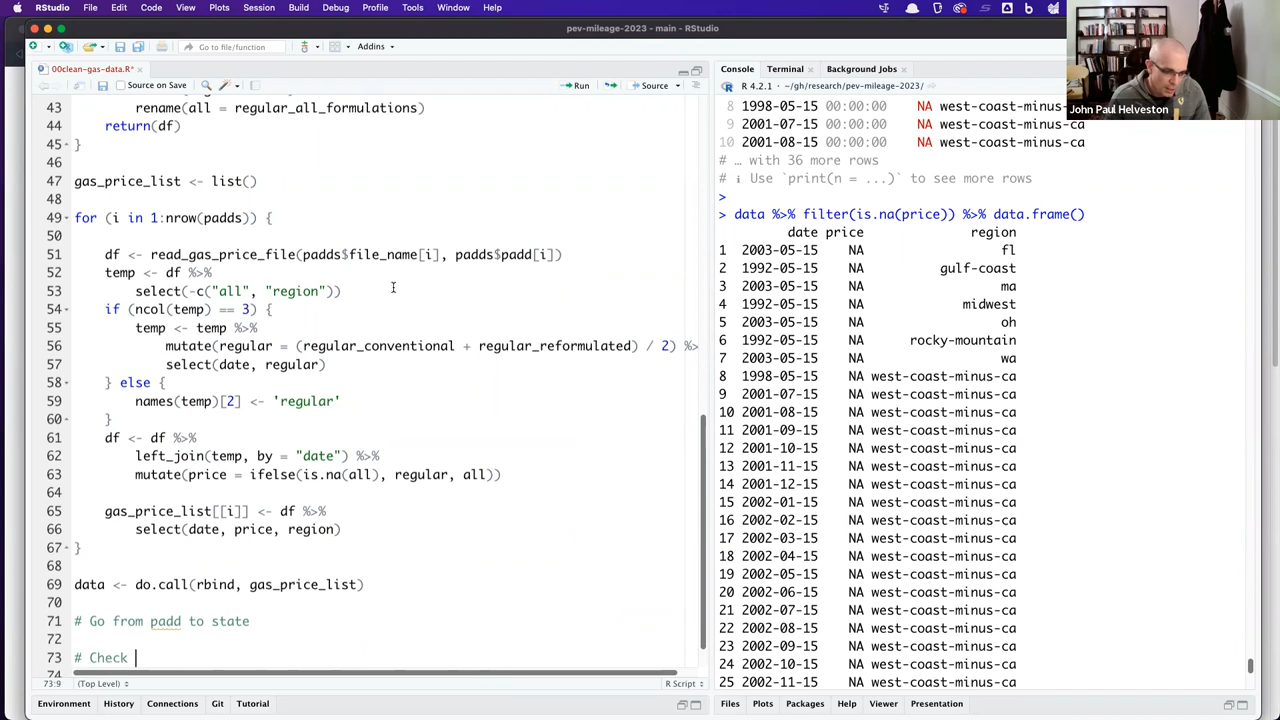 RStudio File Edit Code View Plots Session Build Debug Profile Tools Window Help
pev-mileage-2023 - main - RStudio
Go to file/function
Addins
00clean-gas-data.R*
Source on Save
Run
Source
43 rename(all = regular_all_formulations)
44 return(df)
45 }
46
47 gas_price_list <- list()
48
49 for (i in 1:nrow(padds)) {
50
51 df <- read_gas_price_file(padds$file_name[i], padds$padd[i])
52 temp <- df %>%
53 select(-c("all", "region"))
54 if (ncol(temp) == 3) {
55 temp <- temp %>%
56 mutate(regular = (regular_conventional + regular_reformulated) / 2) %>
57 select(date, regular)
58 } else {
59 names(temp)[2] <- 'regular'
60 }
61 df <- df %>%
62 left_join(temp, by = "date") %>%
63 mutate(price = ifelse(is.na(all), regular, all))
64
65 gas_price_list[[i]] <- df %>%
66 select(date, price, region)
67 }
68
69 data <- do.call(rbind, gas_price_list)
70
71 # Go from padd to state
72
73 # Check
74
73:9 (Top Level)
R Script
Environment History Connections Git Tutorial
Console Terminal Background Jobs
R 4.2.1 · ~/gh/research/pev-mileage-2023/
8 1998-05-15 00:00:00 NA west-coast-minus-ca
9 2001-07-15 00:00:00 NA west-coast-minus-ca
10 2001-08-15 00:00:00 NA west-coast-minus-ca
# … with 36 more rows
# ℹ Use `print(n = ...)` to see more rows
>
> data %>% filter(is.na(price)) %>% data.frame()
date price region
1 2003-05-15 NA fl
2 1992-05-15 NA gulf-coast
3 2003-05-15 NA ma
4 1992-05-15 NA midwest
5 2003-05-15 NA oh
6 1992-05-15 NA rocky-mountain
7 2003-05-15 NA wa
8 1998-05-15 NA west-coast-minus-ca
9 2001-07-15 NA west-coast-minus-ca
10 2001-08-15 NA west-coast-minus-ca
11 2001-09-15 NA west-coast-minus-ca
12 2001-10-15 NA west-coast-minus-ca
13 2001-11-15 NA west-coast-minus-ca
14 2001-12-15 NA west-coast-minus-ca
15 2002-01-15 NA west-coast-minus-ca
16 2002-02-15 NA west-coast-minus-ca
17 2002-03-15 NA west-coast-minus-ca
18 2002-04-15 NA west-coast-minus-ca
19 2002-05-15 NA west-coast-minus-ca
20 2002-06-15 NA west-coast-minus-ca
21 2002-07-15 NA west-coast-minus-ca
22 2002-08-15 NA west-coast-minus-ca
23 2002-09-15 NA west-coast-minus-ca
24 2002-10-15 NA west-coast-minus-ca
25 2002-11-15 NA west-coast-minus-ca
Files Plots Packages Help Viewer Presentation
John Paul Helveston